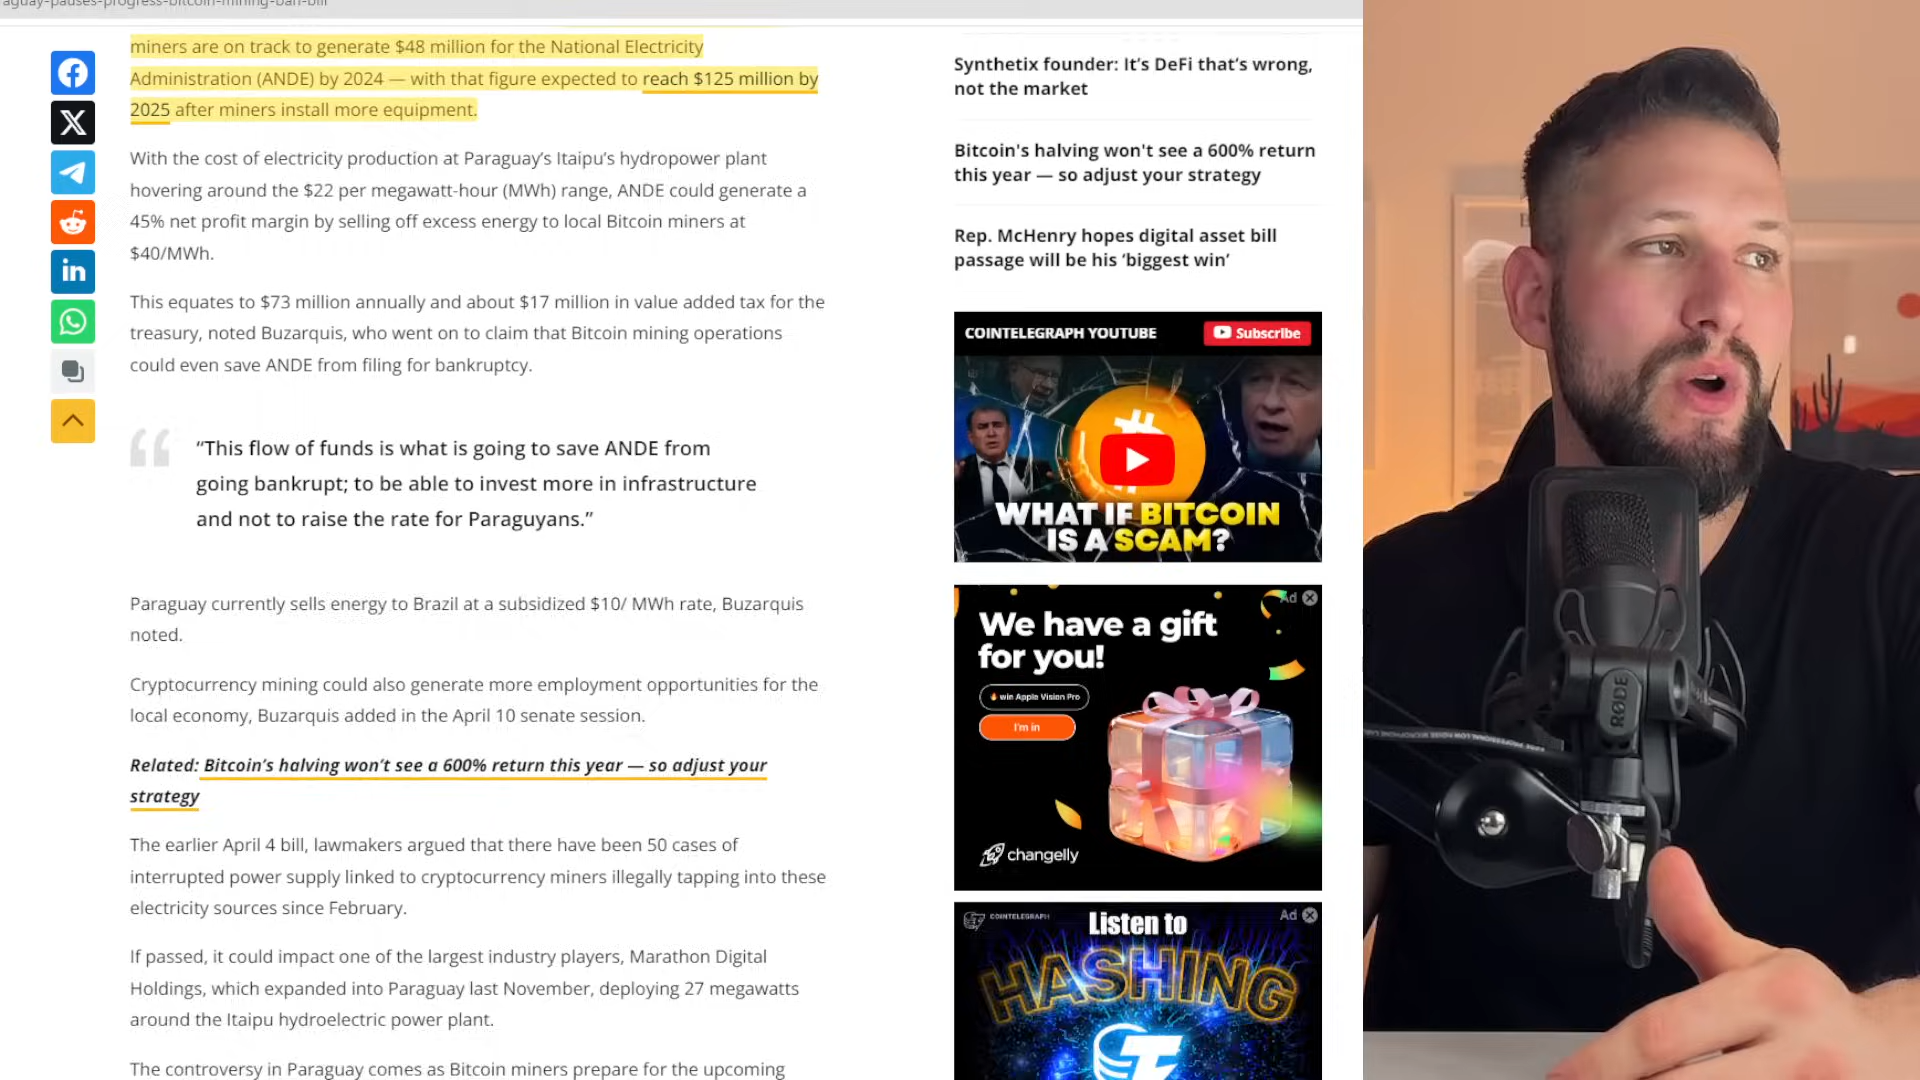 aguay-pauses-progress-bitcoin-mining-ban-bill
miners are on track to generate $48 million for the National Electricity
Administration (ANDE) by 2024 — with that figure expected to reach $125 million by
2025 after miners install more equipment.
With the cost of electricity production at Paraguay’s Itaipu’s hydropower plant
hovering around the $22 per megawatt-hour (MWh) range, ANDE could generate a
45% net profit margin by selling off excess energy to local Bitcoin miners at
$40/MWh.
This equates to $73 million annually and about $17 million in value added tax for the
treasury, noted Buzarquis, who went on to claim that Bitcoin mining operations
could even save ANDE from filing for bankruptcy.
“This flow of funds is what is going to save ANDE from
going bankrupt; to be able to invest more in infrastructure
and not to raise the rate for Paraguyans.”
Paraguay currently sells energy to Brazil at a subsidized $10/ MWh rate, Buzarquis
noted.
Cryptocurrency mining could also generate more employment opportunities for the
local economy, Buzarquis added in the April 10 senate session.
Related: Bitcoin’s halving won’t see a 600% return this year — so adjust your
strategy
The earlier April 4 bill, lawmakers argued that there have been 50 cases of
interrupted power supply linked to cryptocurrency miners illegally tapping into these
electricity sources since February.
If passed, it could impact one of the largest industry players, Marathon Digital
Holdings, which expanded into Paraguay last November, deploying 27 megawatts
around the Itaipu hydroelectric power plant.
The controversy in Paraguay comes as Bitcoin miners prepare for the upcoming
Synthetix founder: It’s DeFi that’s wrong,
not the market
Bitcoin's halving won't see a 600% return
this year — so adjust your strategy
Rep. McHenry hopes digital asset bill
passage will be his ‘biggest win’
COINTELEGRAPH YOUTUBE
Subscribe
WHAT IF BITCOIN
IS A SCAM?
Ad
We have a gift
for you!
win Apple Vision Pro
I'm in
changelly
COINTELEGRAPH
Ad
Listen to
HASHING
RØDE